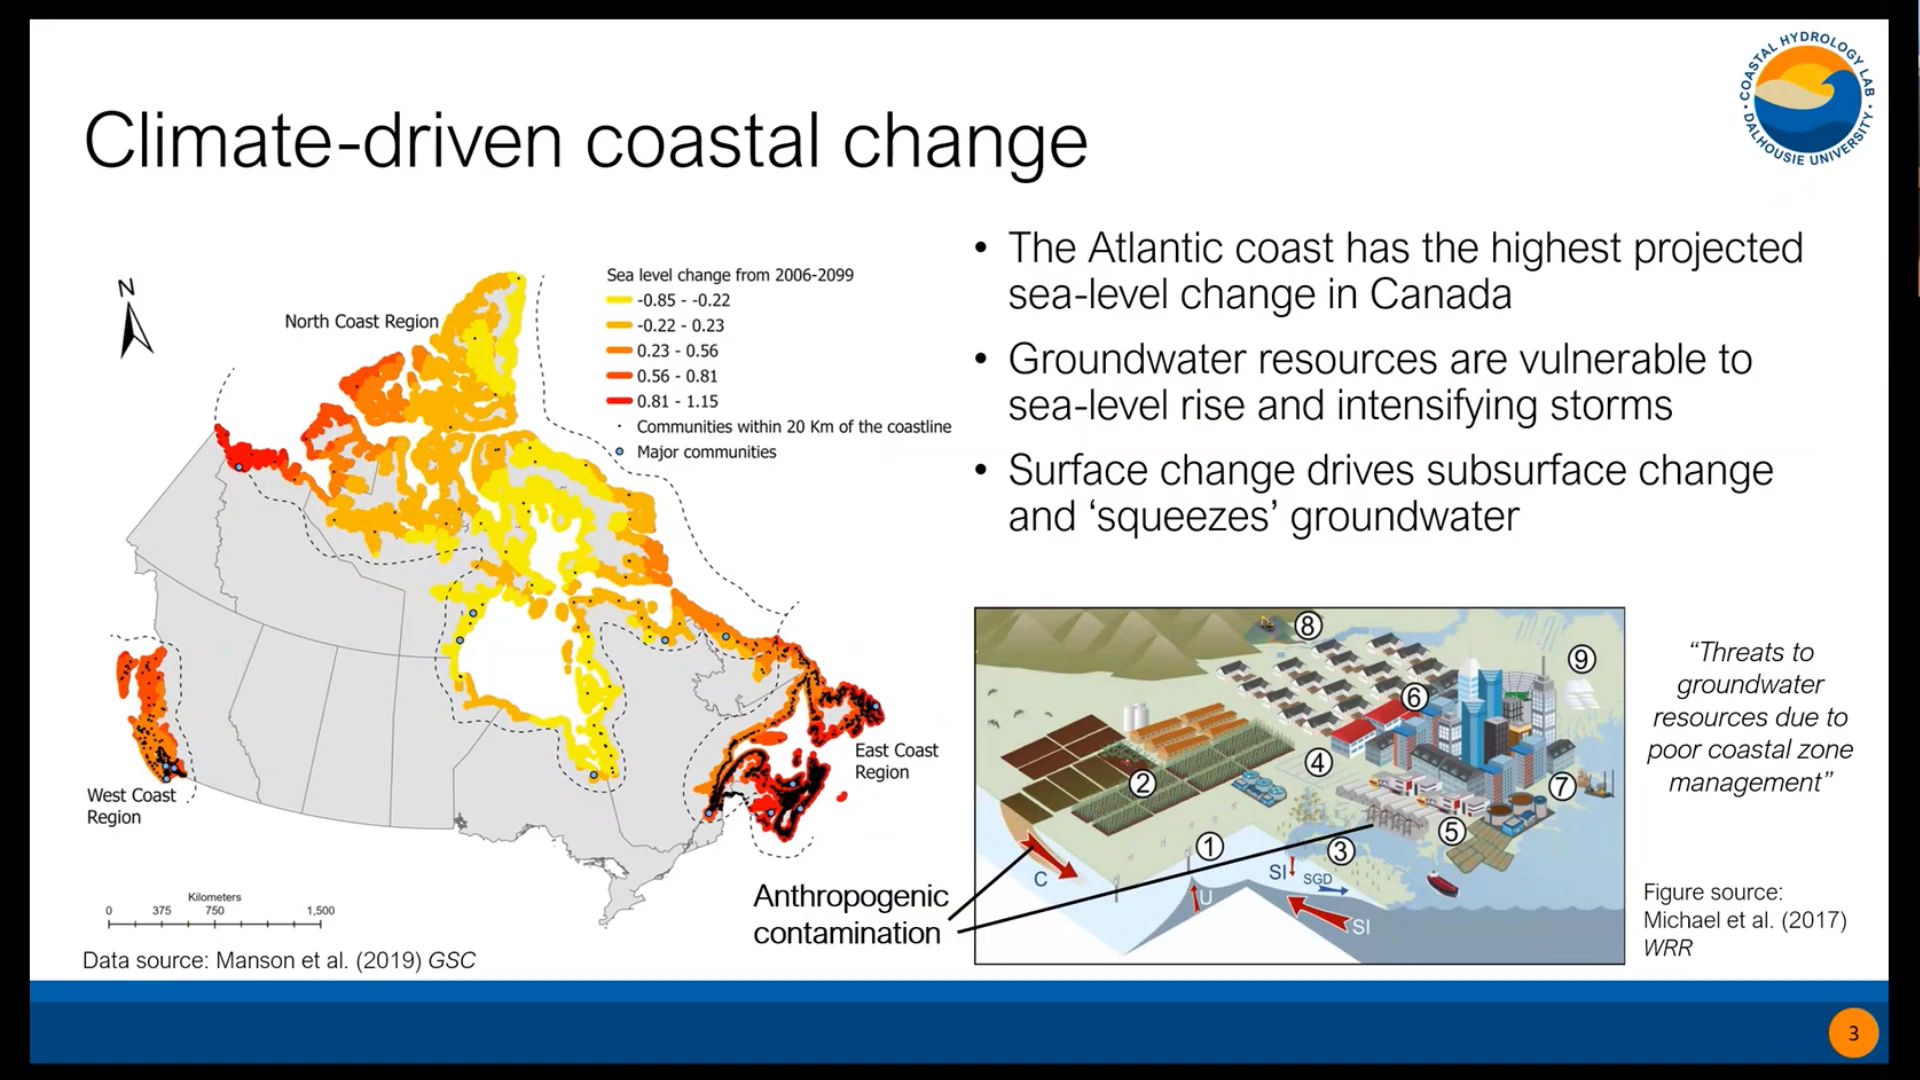 COASTAL HYDROLOGY LAB
• DALHOUSIE UNIVERSITY •
Climate-driven coastal change
N
North Coast Region
Sea level change from 2006-2099
-0.85 - -0.22
-0.22 - 0.23
0.23 - 0.56
0.56 - 0.81
0.81 - 1.15
Communities within 20 Km of the coastline
Major communities
West Coast
Region
East Coast
Region
Kilometers
0 375 750 1,500
Data source: Manson et al. (2019) GSC
• The Atlantic coast has the highest projected
sea-level change in Canada
• Groundwater resources are vulnerable to
sea-level rise and intensifying storms
• Surface change drives subsurface change
and ‘squeezes’ groundwater
Anthropogenic
contamination
8
9
6
4
2
7
5
1
3
C
U
SI
SGD
SI
“Threats to
groundwater
resources due to
poor coastal zone
management”
Figure source:
Michael et al. (2017)
WRR
3